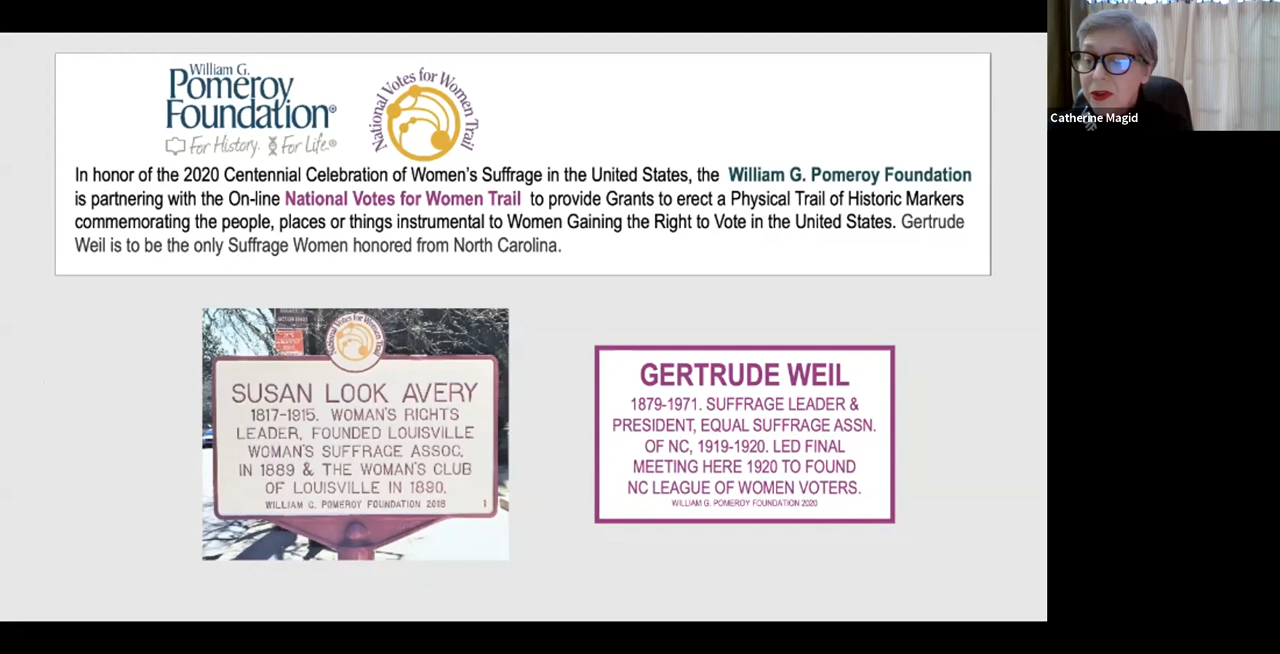 William G.
Pomeroy
Foundation®
For History. For Life.®
National Votes for Women Trail
In honor of the 2020 Centennial Celebration of Women's Suffrage in the United States, the William G. Pomeroy Foundation
is partnering with the On-line National Votes for Women Trail to provide Grants to erect a Physical Trail of Historic Markers
commemorating the people, places or things instrumental to Women Gaining the Right to Vote in the United States. Gertrude
Weil is to be the only Suffrage Women honored from North Carolina.
National Votes for Women Trail
SUSAN LOOK AVERY
1817-1915. WOMAN'S RIGHTS
LEADER, FOUNDED LOUISVILLE
WOMAN'S SUFFRAGE ASSOC.
IN 1889 & THE WOMAN'S CLUB
OF LOUISVILLE IN 1890.
WILLIAM G. POMEROY FOUNDATION 2018 1
GERTRUDE WEIL
1879-1971. SUFFRAGE LEADER &
PRESIDENT, EQUAL SUFFRAGE ASSN.
OF NC, 1919-1920. LED FINAL
MEETING HERE 1920 TO FOUND
NC LEAGUE OF WOMEN VOTERS.
WILLIAM G. POMEROY FOUNDATION 2020
Catherine Magid